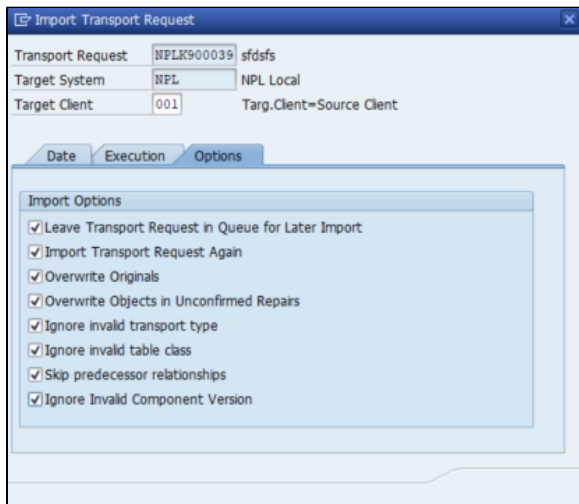 Import Transport Request
Transport Request NPLK900039 sfdsfs
Target System NPL NPL Local
Target Client 001 Targ.Client=Source Client
Date Execution Options
Import Options
Leave Transport Request in Queue for Later Import
Import Transport Request Again
Overwrite Originals
Overwrite Objects in Unconfirmed Repairs
Ignore invalid transport type
Ignore invalid table class
Skip predecessor relationships
Ignore Invalid Component Version